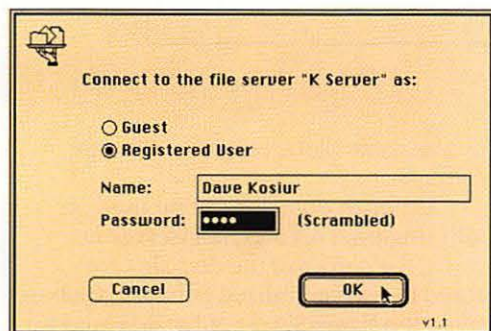 Connect to the file server "K Server" as:
Guest
Registered User
Name: Dave Kosiur
Password: •••• (Scrambled)
Cancel OK
v1.1